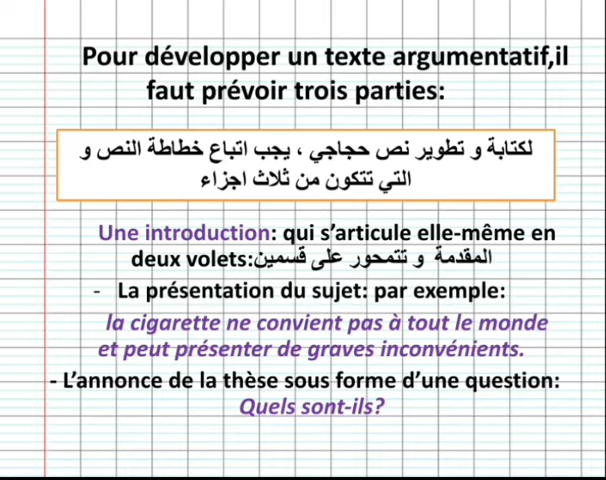 Pour développer un texte argumentatif,il
faut prévoir trois parties:
لكتابة و تطوير نص حجاجي ، يجب اتباع خطاطة النص و
التي تتكون من ثلاث اجزاء
Une introduction: qui s’articule elle-même en
deux volets:المقدمة و تتمحور على قسمين
- La présentation du sujet: par exemple:
la cigarette ne convient pas à tout le monde
et peut présenter de graves inconvénients.
- L’annonce de la thèse sous forme d’une question:
Quels sont-ils?